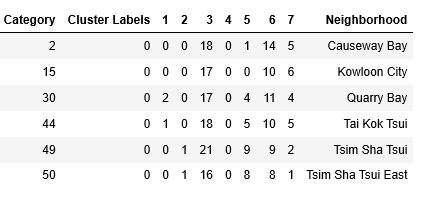 Category Cluster Labels 1 2 3 4 5 6 7 Neighborhood
2 0 0 0 18 0 1 14 5 Causeway Bay
15 0 0 0 17 0 0 10 6 Kowloon City
30 0 2 0 17 0 4 11 4 Quarry Bay
44 0 1 0 18 0 5 10 5 Tai Kok Tsui
49 0 0 1 21 0 9 9 2 Tsim Sha Tsui
50 0 0 1 16 0 8 8 1 Tsim Sha Tsui East